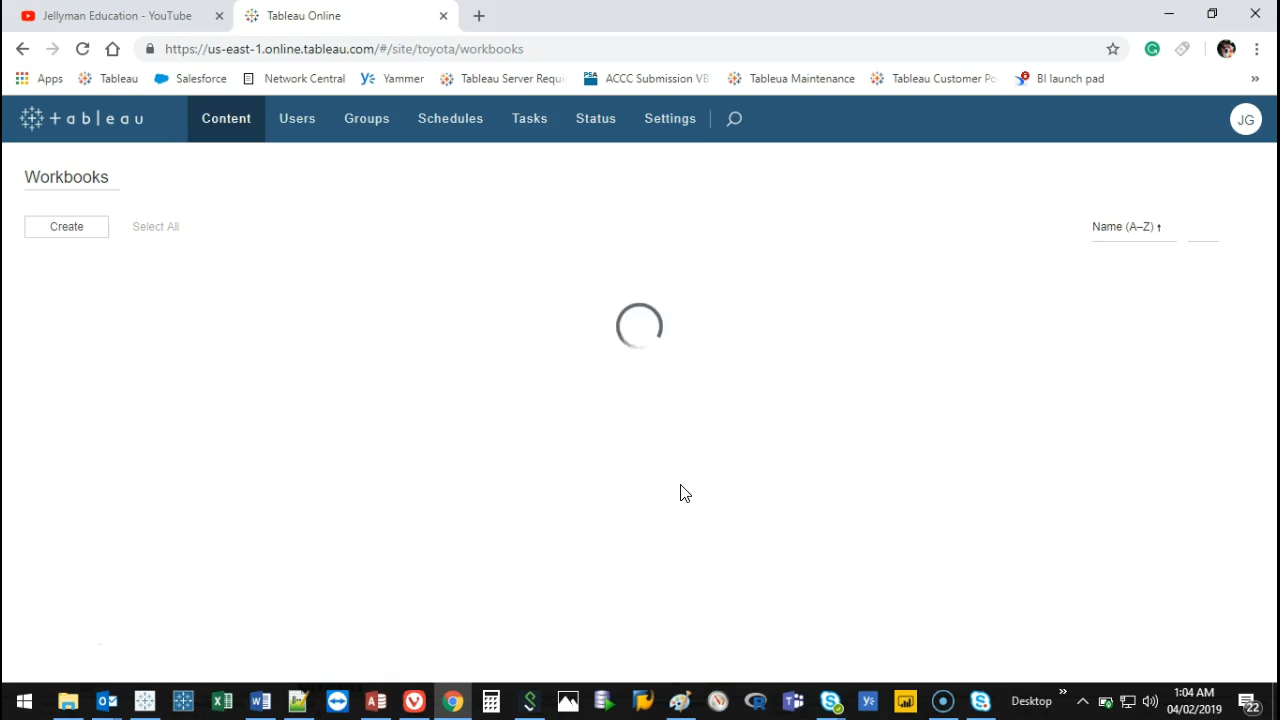 Jellyman Education - YouTube
Tableau Online
https://us-east-1.online.tableau.com/#/site/toyota/workbooks
Apps Tableau Salesforce Network Central Yammer Tableau Server Requi ACCC Submission VB Tableua Maintenance Tableau Customer Po BI launch pad
+ableau Content Users Groups Schedules Tasks Status Settings JG
Workbooks
Create Select All Name (A–Z) ↑
Desktop 1:04 AM
04/02/2019 22